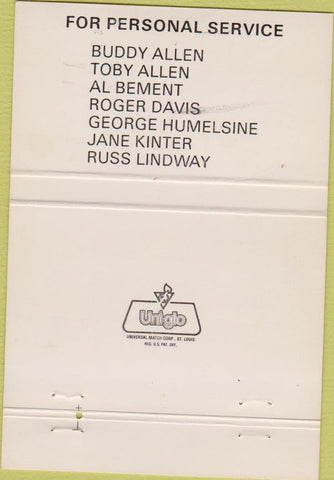 FOR PERSONAL SERVICE
BUDDY ALLEN
TOBY ALLEN
AL BEMENT
ROGER DAVIS
GEORGE HUMELSINE
JANE KINTER
RUSS LINDWAY
Uniglo
UNIVERSAL MATCH CORP., ST. LOUIS
REG. U.S. PAT. OFF.